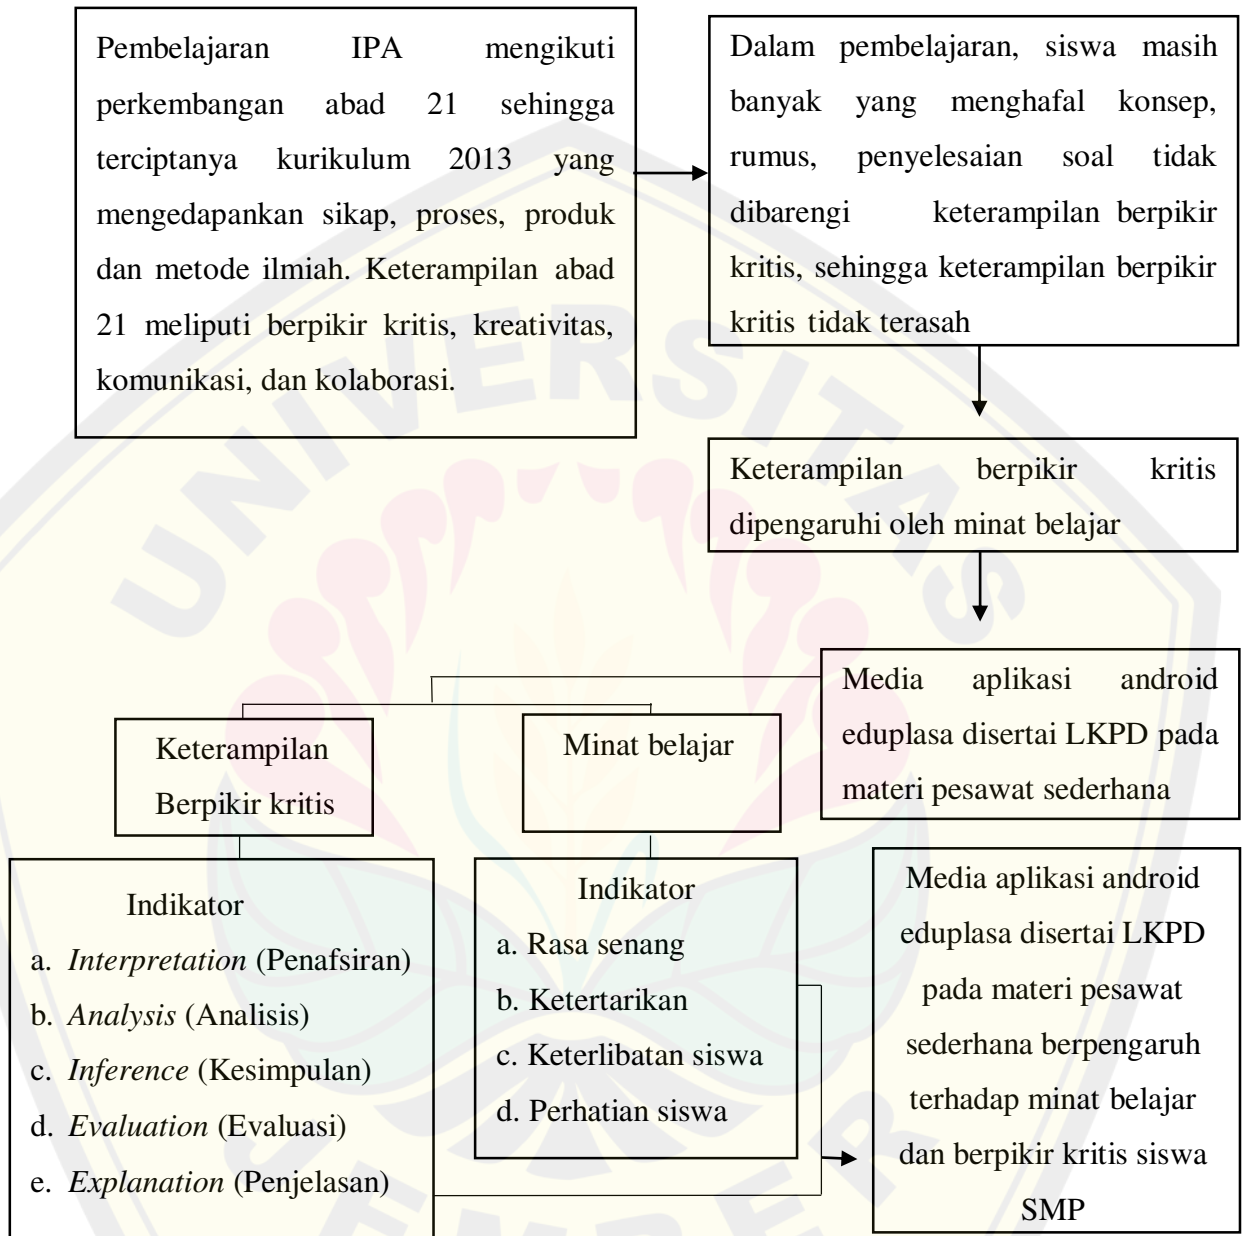 Pembelajaran IPA mengikuti
perkembangan abad 21 sehingga
terciptanya kurikulum 2013 yang
mengedapankan sikap, proses, produk
dan metode ilmiah. Keterampilan abad
21 meliputi berpikir kritis, kreativitas,
komunikasi, dan kolaborasi.
Dalam pembelajaran, siswa masih
banyak yang menghafal konsep,
rumus, penyelesaian soal tidak
dibarengi keterampilan berpikir
kritis, sehingga keterampilan berpikir
kritis tidak terasah
Keterampilan berpikir kritis
dipengaruhi oleh minat belajar
Media aplikasi android
eduplasa disertai LKPD pada
materi pesawat sederhana
Keterampilan
Berpikir kritis
Minat belajar
Indikator
a. Interpretation (Penafsiran)
b. Analysis (Analisis)
c. Inference (Kesimpulan)
d. Evaluation (Evaluasi)
e. Explanation (Penjelasan)
Indikator
a. Rasa senang
b. Ketertarikan
c. Keterlibatan siswa
d. Perhatian siswa
Media aplikasi android
eduplasa disertai LKPD
pada materi pesawat
sederhana berpengaruh
terhadap minat belajar
dan berpikir kritis siswa
SMP
UNIVERSITAS
JEMBER